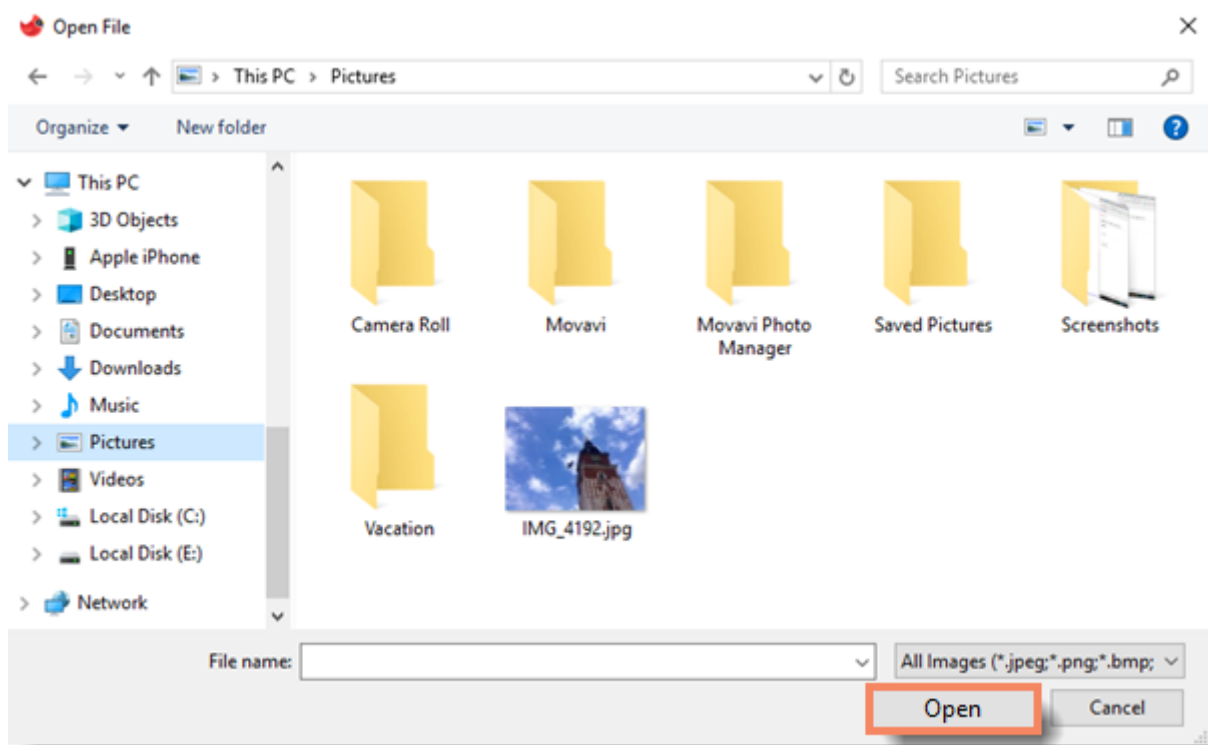 Open File
This PC > Pictures
Search Pictures
Organize
New folder
This PC
3D Objects
Apple iPhone
Desktop
Documents
Downloads
Music
Pictures
Videos
Local Disk (C:)
Local Disk (E:)
Network
Camera Roll
Movavi
Movavi Photo
Manager
Saved Pictures
Screenshots
Vacation
IMG_4192.jpg
File name:
All Images (*.jpeg;*.png;*.bmp;
Open
Cancel